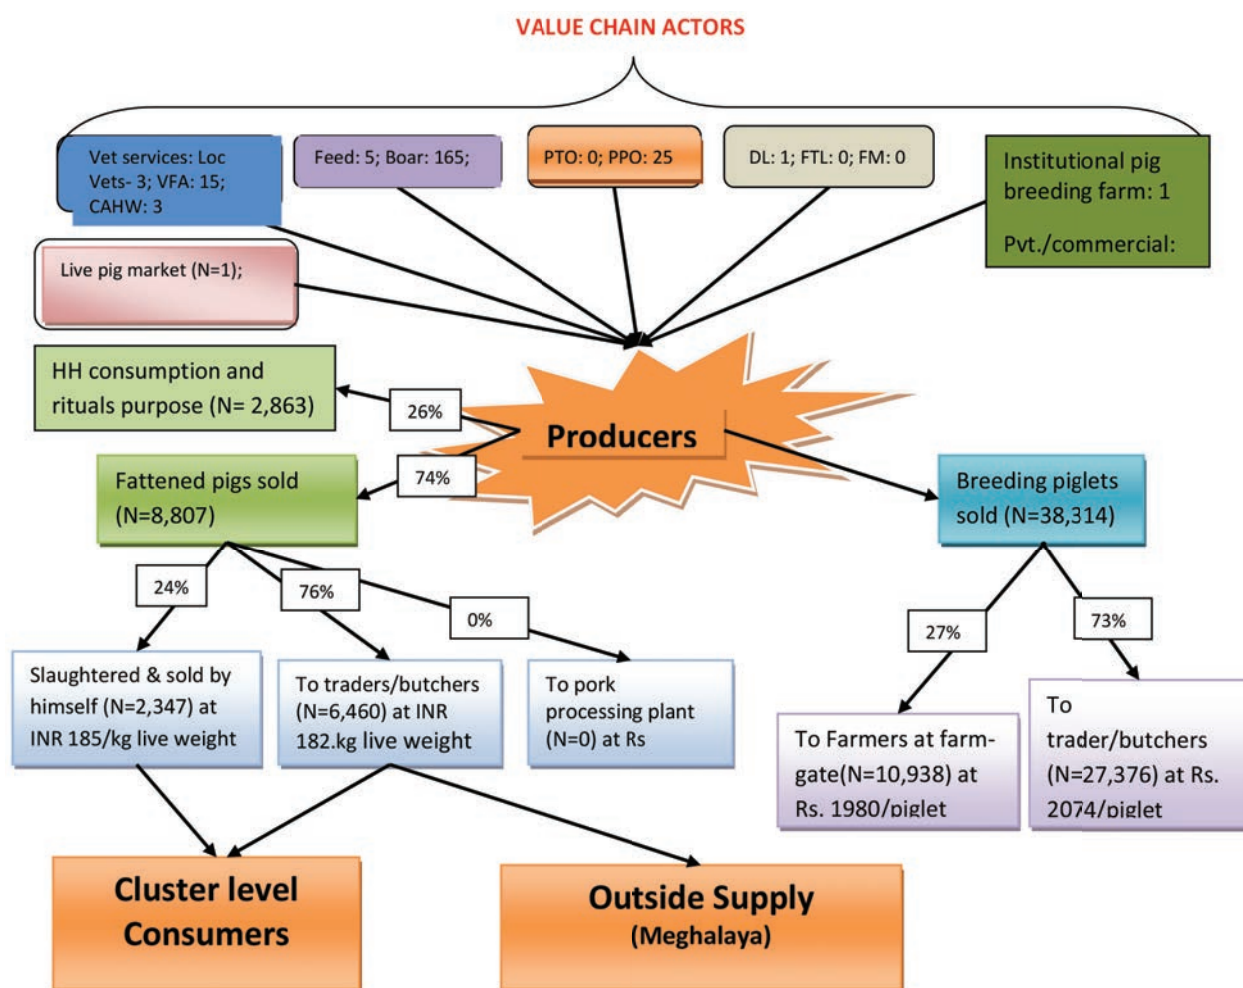 VALUE CHAIN ACTORS
Vet services: Loc
Vets- 3; VFA: 15;
CAHW: 3
Feed: 5; Boar: 165;
PTO: 0; PPO: 25
DL: 1; FTL: 0; FM: 0
Institutional pig
breeding farm: 1
Pvt./commercial:
Live pig market (N=1);
HH consumption and
rituals purpose (N= 2,863)
26%
Producers
74%
Fattened pigs sold
(N=8,807)
Breeding piglets
sold (N=38,314)
24%
76%
0%
27%
73%
Slaughtered & sold by
himself (N=2,347) at
INR 185/kg live weight
To traders/butchers
(N=6,460) at INR
182.kg live weight
To pork
processing plant
(N=0) at Rs
To Farmers at farm-
gate(N=10,938) at
Rs. 1980/piglet
To
trader/butchers
(N=27,376) at Rs.
2074/piglet
Cluster level
Consumers
Outside Supply
(Meghalaya)